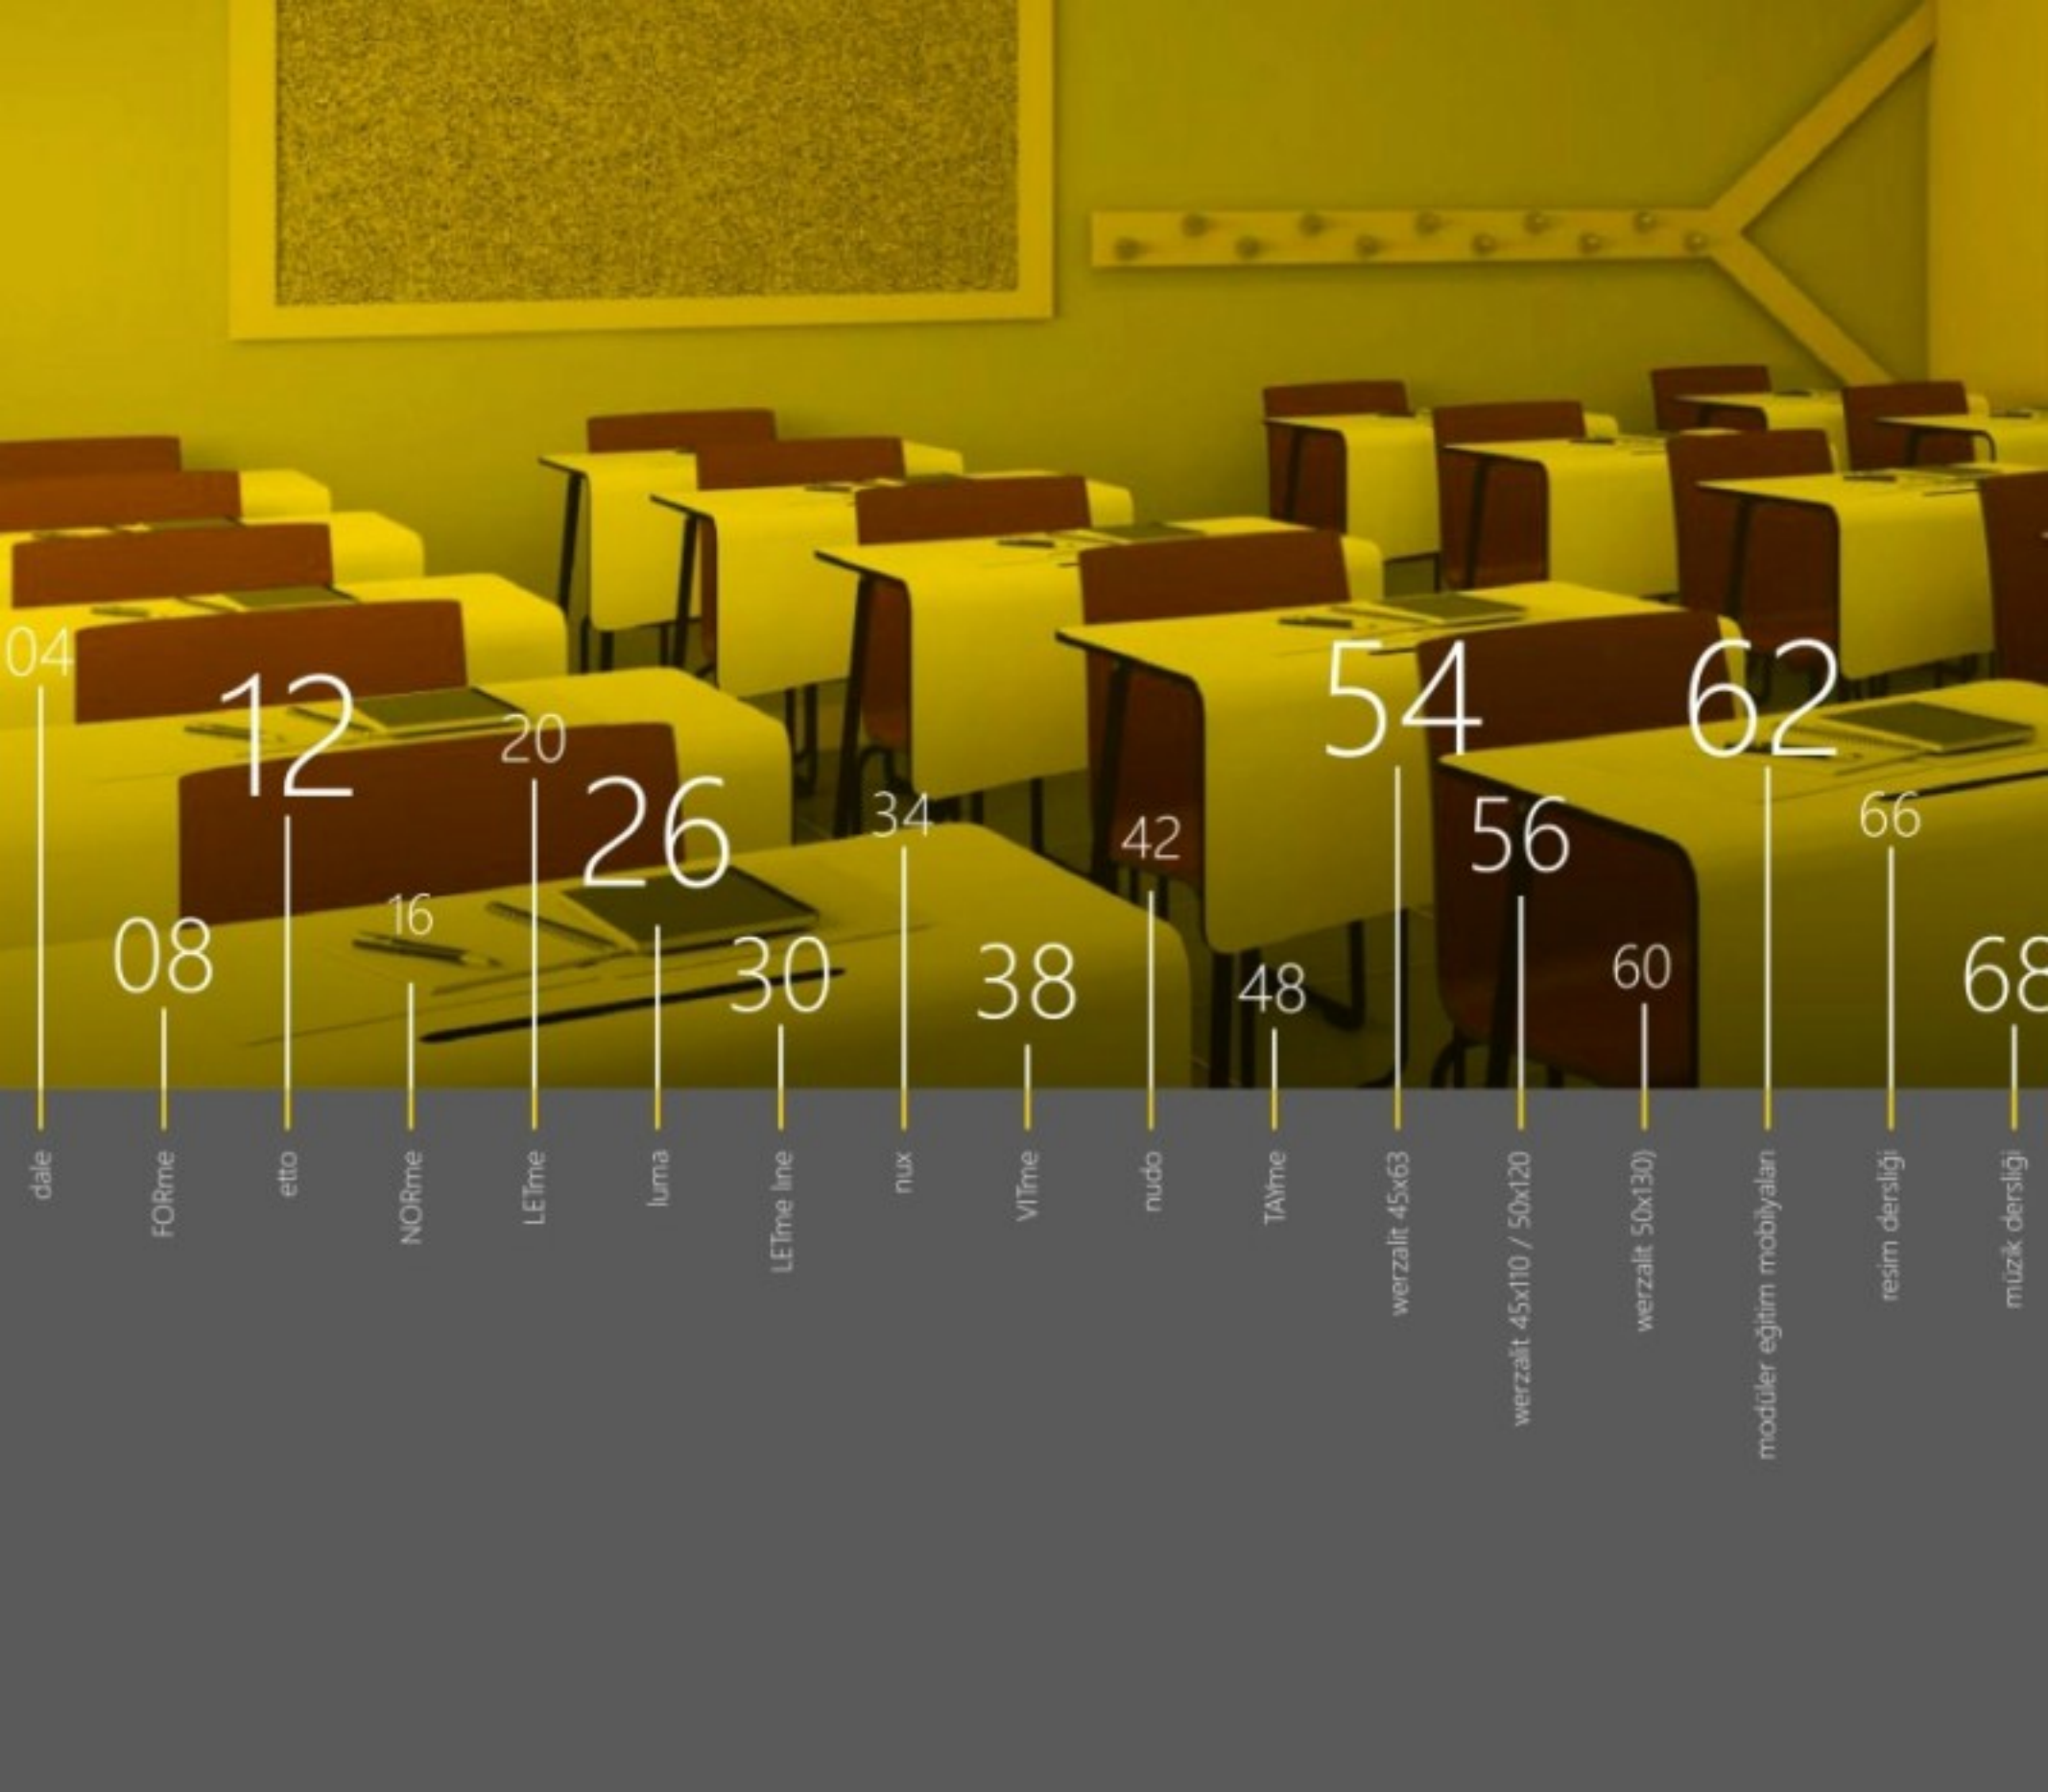 04
dale
08
FORme
12
etto
16
NORme
20
LETme
26
luma
30
LETme line
34
nux
38
VITme
42
nudo
48
TAYme
54
werzalit 45x63
56
werzalit 45x110 / 50x120
60
werzalit 50x130)
62
modüler eğitim mobilyaları
66
resim dersliği
68
müzik dersliği